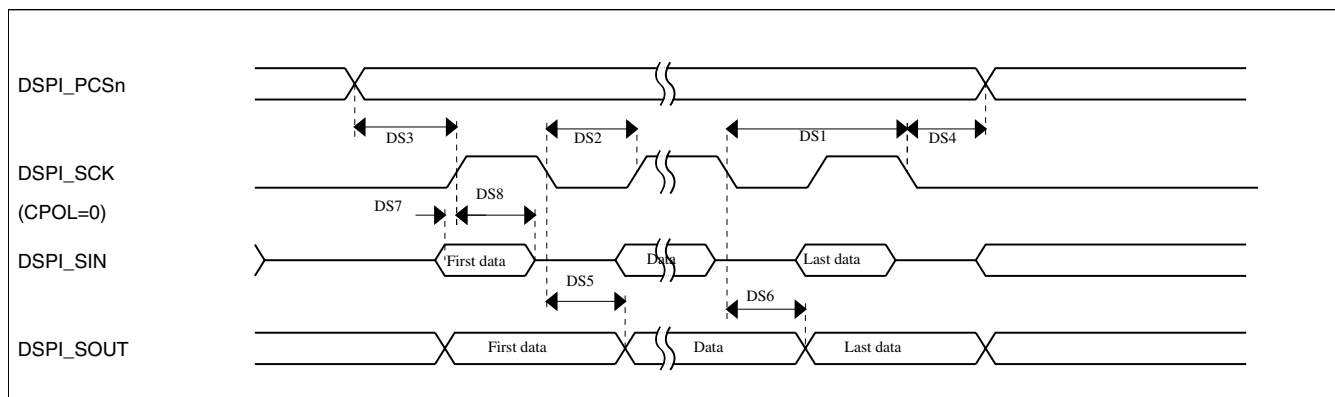 DSPI_PCSn
DS3
DS2
DS1
DS4
DSPI_SCK
(CPOL=0)
DS7
DS8
DSPI_SIN
First data
Data
Last data
DS5
DS6
DSPI_SOUT
First data
Data
Last data